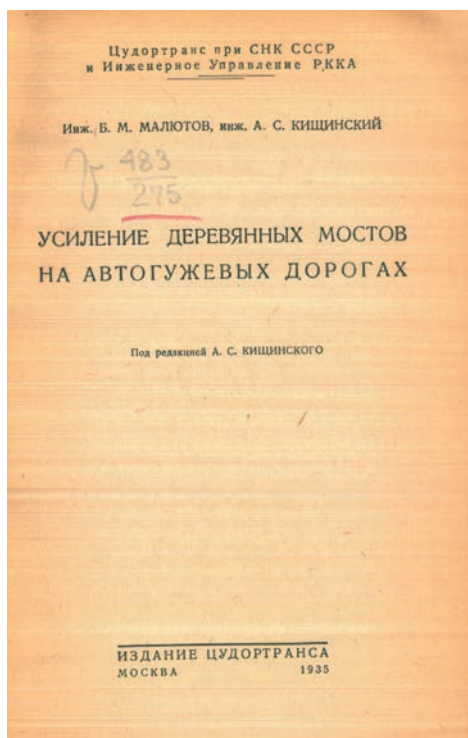 Цудортранс при СНК СССР
и Инженерное Управление РККА
Инж. Б. М. МАЛЮТОВ, инж. А. С. КИЩИНСКИЙ
483
275
УСИЛЕНИЕ ДЕРЕВЯННЫХ МОСТОВ
НА АВТОГУЖЕВЫХ ДОРОГАХ
Под редакцией А. С. КИЩИНСКОГО
ИЗДАНИЕ ЦУДОРТРАНСА
МОСКВА 1935